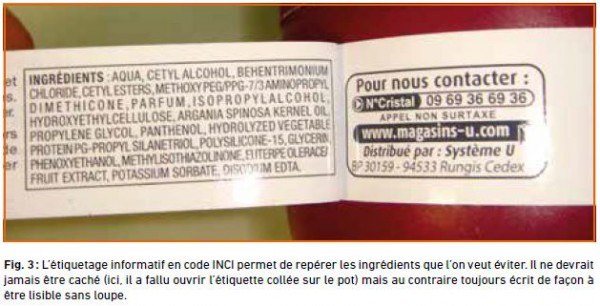 et
s.
r.
rs
de
er
INGRÉDIENTS : AQUA, CETYL ALCOHOL, BEHENTRIMONIUM
CHLORIDE, CETYL ESTERS, METHOXY PEG/PPG-7/3 AMINOPROPYL
DIMETHICONE, PARFUM, ISOPROPYL ALCOHOL,
HYDROXYETHYLCELLULOSE, ARGANIA SPINOSA KERNEL OIL,
PROPYLENE GLYCOL, PANTHENOL, HYDROLYZED VEGETABLE
PROTEIN PG-PROPYL SILANETRIOL, POLYSILICONE-15, GLYCERIN,
PHENOXYETHANOL, METHYLISOTHIAZOLINONE, EUTERPE OLERACEA
FRUIT EXTRACT, POTASSIUM SORBATE, DISODIUM EDTA.
Pour nous contacter :
N°Cristal 09 69 36 69 36
APPEL NON SURTAXE
www.magasins-u.com
Distribué par : Système U
BP 30159 - 94533 Rungis Cedex
Fig. 3 : L'étiquetage informatif en code INCI permet de repérer les ingrédients que l'on veut éviter. Il ne devrait
jamais être caché (ici, il a fallu ouvrir l'étiquette collée sur le pot) mais au contraire toujours écrit de façon à
être lisible sans loupe.